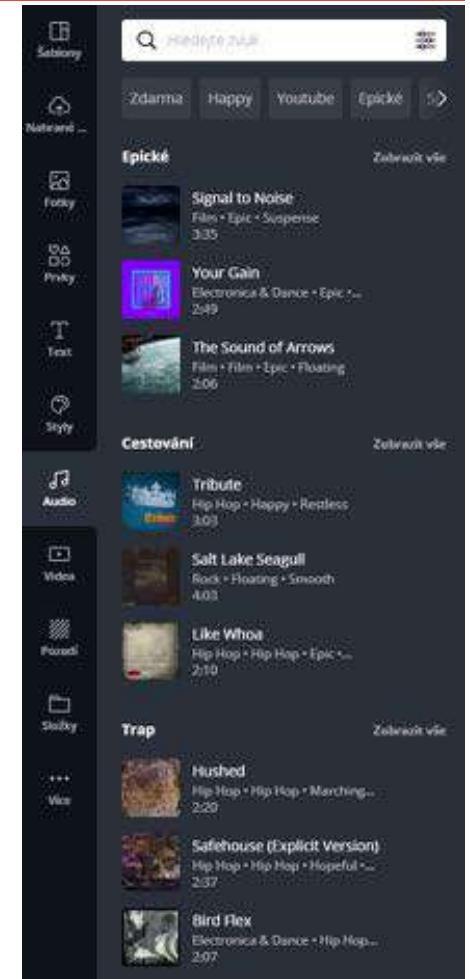 Šablony
Nahrané ...
Fotky
Prvky
Text
Styly
Audio
Videa
Pozadí
Složky
Více
Hledejte zvuk
Zdarma
Happy
Youtube
Epické
Epické
Zobrazit vše
Signal to Noise
Film • Epic • Suspense
3:35
Your Gain
Electronica & Dance • Epic •...
2:49
The Sound of Arrows
Film • Film • Epic • Floating
2:06
Cestování
Zobrazit vše
Tribute
Hip Hop • Happy • Restless
3:03
Salt Lake Seagull
Rock • Floating • Smooth
4:03
Like Whoa
Hip Hop • Hip Hop • Epic •...
2:10
Trap
Zobrazit vše
Hushed
Hip Hop • Hip Hop • Marching...
2:20
Safehouse (Explicit Version)
Hip Hop • Hip Hop • Hopeful •...
2:37
Bird Flex
Electronica & Dance • Hip Hop...
2:07